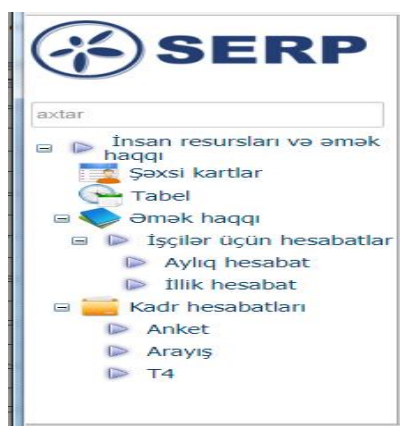 SERP
axtar
İnsan resursları və əmək
haqqı
Şəxsi kartlar
Tabel
Əmək haqqı
İşçilər üçün hesabatlar
Aylıq hesabat
İllik hesabat
Kadr hesabatları
Anket
Arayış
T4